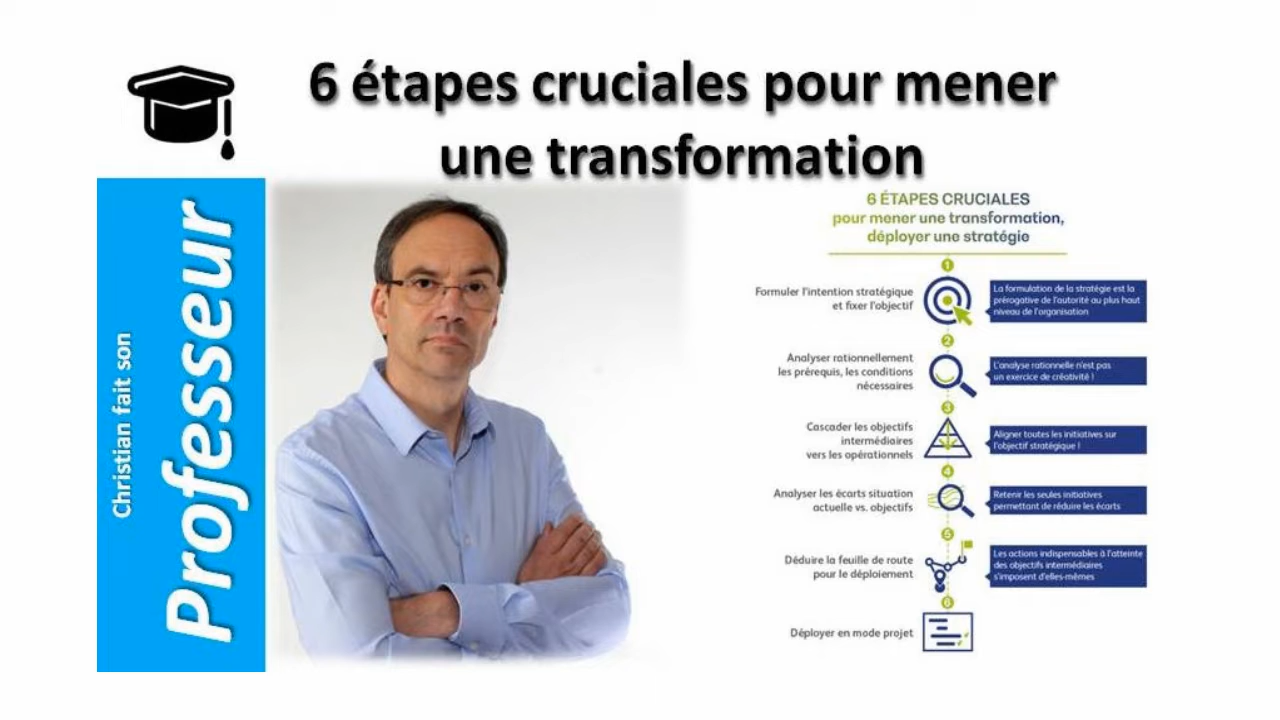 6 étapes cruciales pour mener
une transformation
Christian fait son
Professeur
6 ÉTAPES CRUCIALES
pour mener une transformation,
déployer une stratégie
1
Formuler l'intention stratégique
et fixer l'objectif
La formulation de la stratégie est la
prérogative de l'autorité au plus haut
niveau de l'organisation
2
Analyser rationnellement
les prérequis, les conditions
nécessaires
L'analyse rationnelle n'est pas
un exercice de créativité !
3
Cascader les objectifs
intermédiaires
vers les opérationnels
Aligner toutes les initiatives sur
l'objectif stratégique !
4
Analyser les écarts situation
actuelle vs. objectifs
Retenir les seules initiatives
permettant de réduire les écarts
5
Déduire la feuille de route
pour le déploiement
Les actions indispensables à l'atteinte
des objectifs intermédiaires
s'imposent d'elles-mêmes
6
Déployer en mode projet